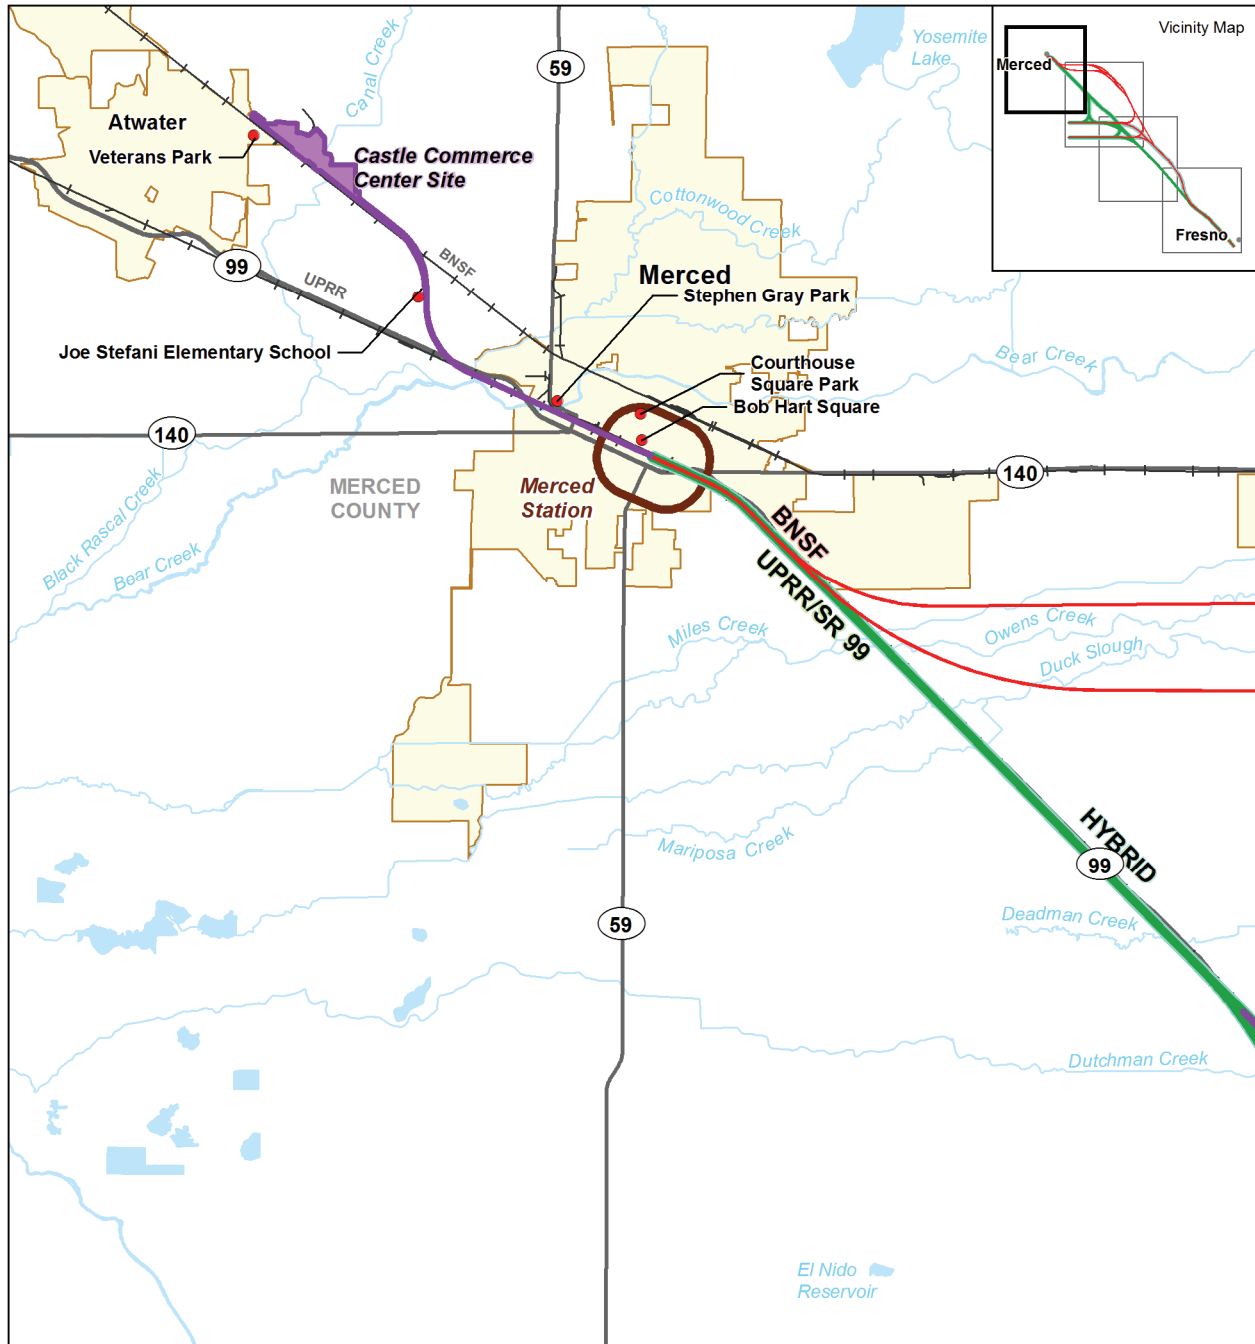 Yosemite
Lake
Vicinity Map
Merced
Fresno
Canal Creek
59
Atwater
Veterans Park
Castle Commerce
Center Site
Cottonwood Creek
99
UPRR
BNSF
Merced
Stephen Gray Park
Joe Stefani Elementary School
Courthouse
Square Park
Bob Hart Square
Bear Creek
140
140
MERCED
COUNTY
Merced
Station
Black Rascal Creek
Bear Creek
BNSF
UPRR/SR 99
Miles Creek
Owens Creek
Duck Slough
Mariposa Creek
HYBRID
99
59
Deadman Creek
Dutchman Creek
El Nido
Reservoir